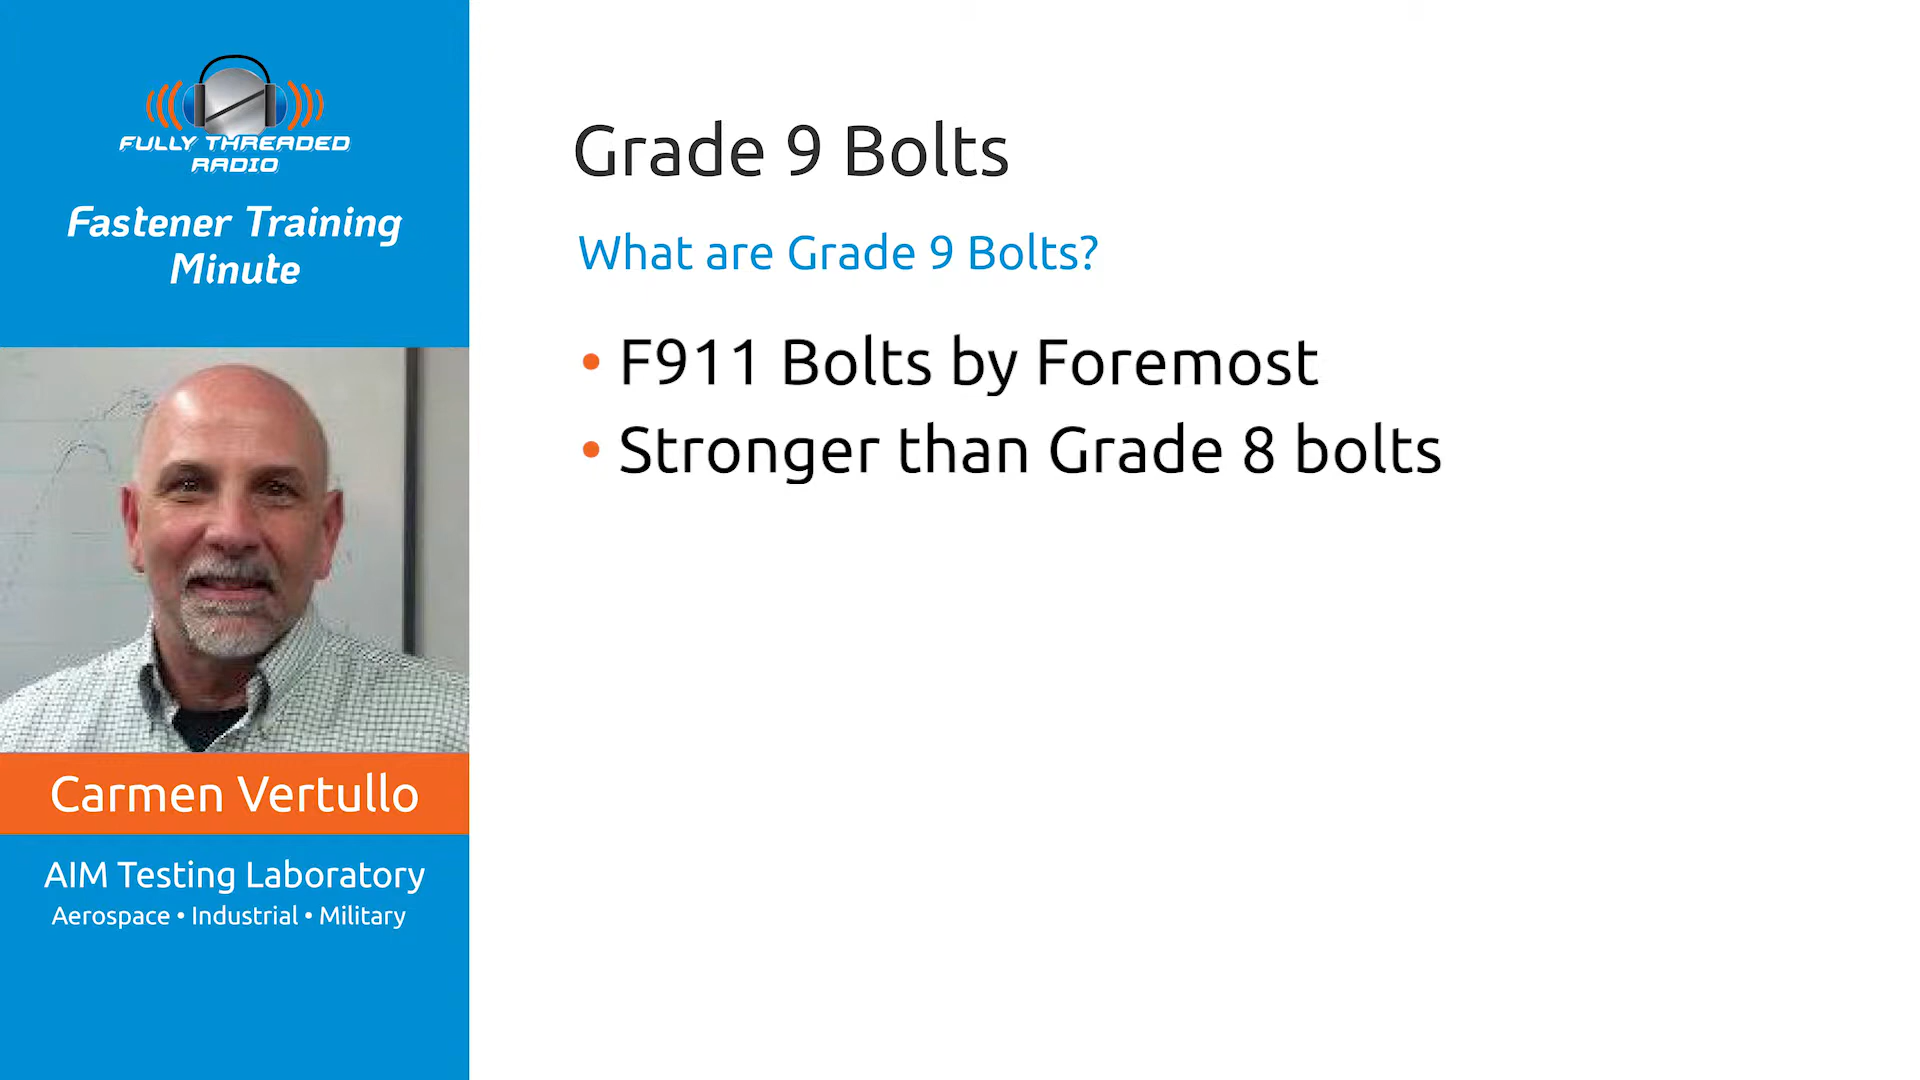 FULLY THREADED
RADIO
Fastener Training
Minute
Carmen Vertullo
AIM Testing Laboratory
Aerospace • Industrial • Military
Grade 9 Bolts
What are Grade 9 Bolts?
• F911 Bolts by Foremost
• Stronger than Grade 8 bolts